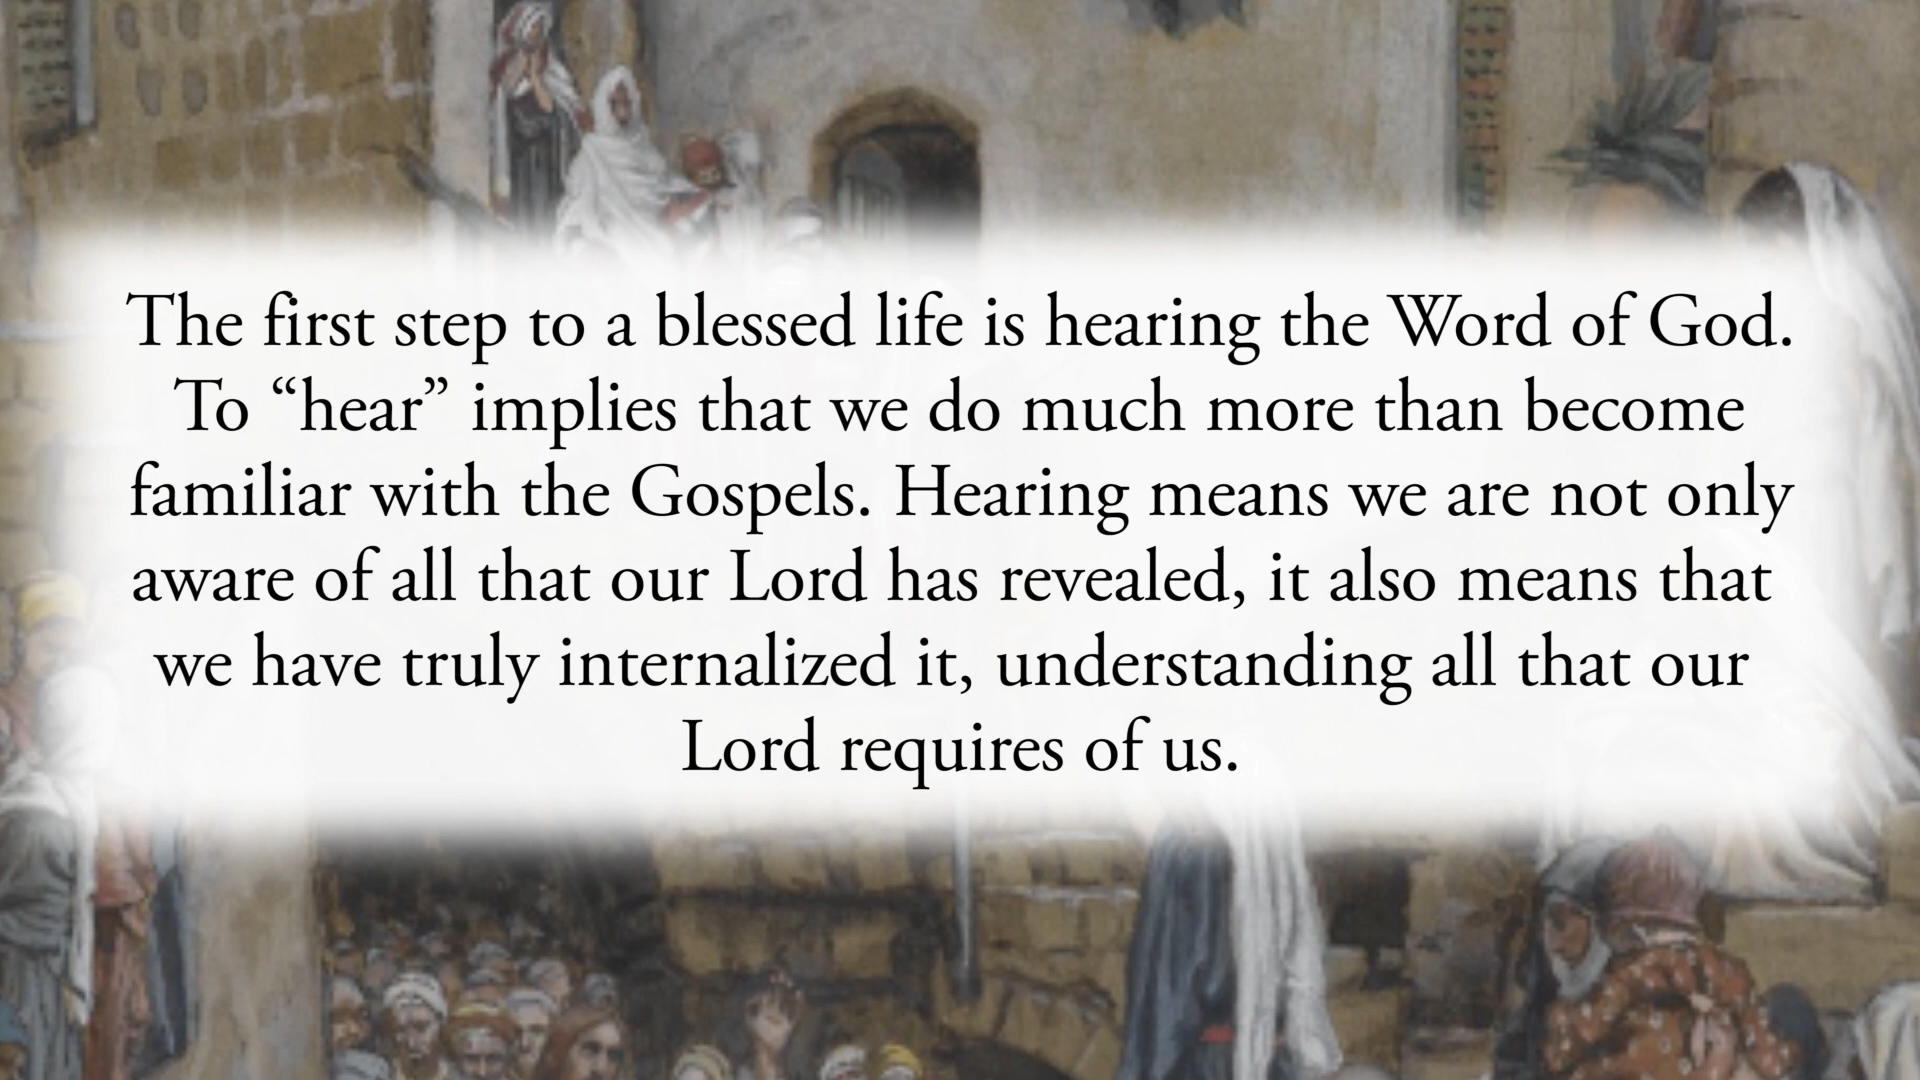 The first step to a blessed life is hearing the Word of God.
To “hear” implies that we do much more than become
familiar with the Gospels. Hearing means we are not only
aware of all that our Lord has revealed, it also means that
we have truly internalized it, understanding all that our
Lord requires of us.